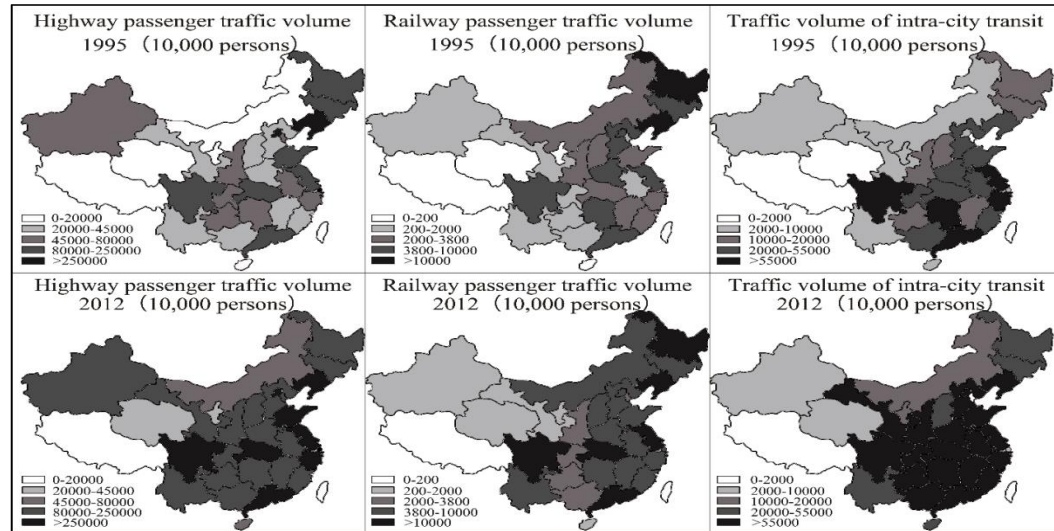 Highway passenger traffic volume
1995 （10,000 persons）
0-20000
20000-45000
45000-80000
80000-250000
>250000
Railway passenger traffic volume
1995 （10,000 persons）
0-200
200-2000
2000-3800
3800-10000
>10000
Traffic volume of intra-city transit
1995 （10,000 persons）
0-2000
2000-10000
10000-20000
20000-55000
>55000
Highway passenger traffic volume
2012 （10,000 persons）
0-20000
20000-45000
45000-80000
80000-250000
>250000
Railway passenger traffic volume
2012 （10,000 persons）
0-200
200-2000
2000-3800
3800-10000
>10000
Traffic volume of intra-city transit
2012 （10,000 persons）
0-2000
2000-10000
10000-20000
20000-55000
>55000